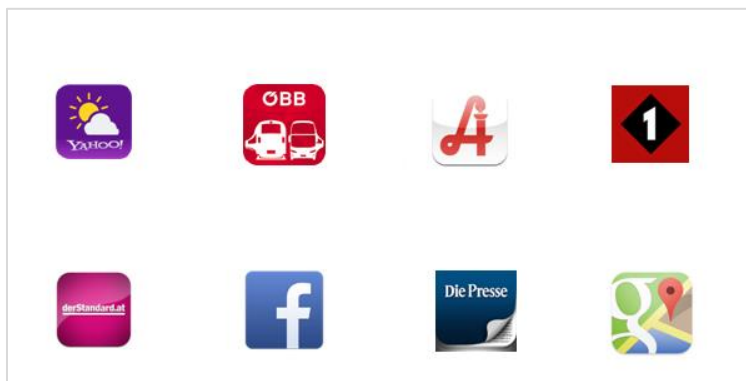 YAHOO!
ÖBB
A
1
derStandard.at
f
Die Presse
g